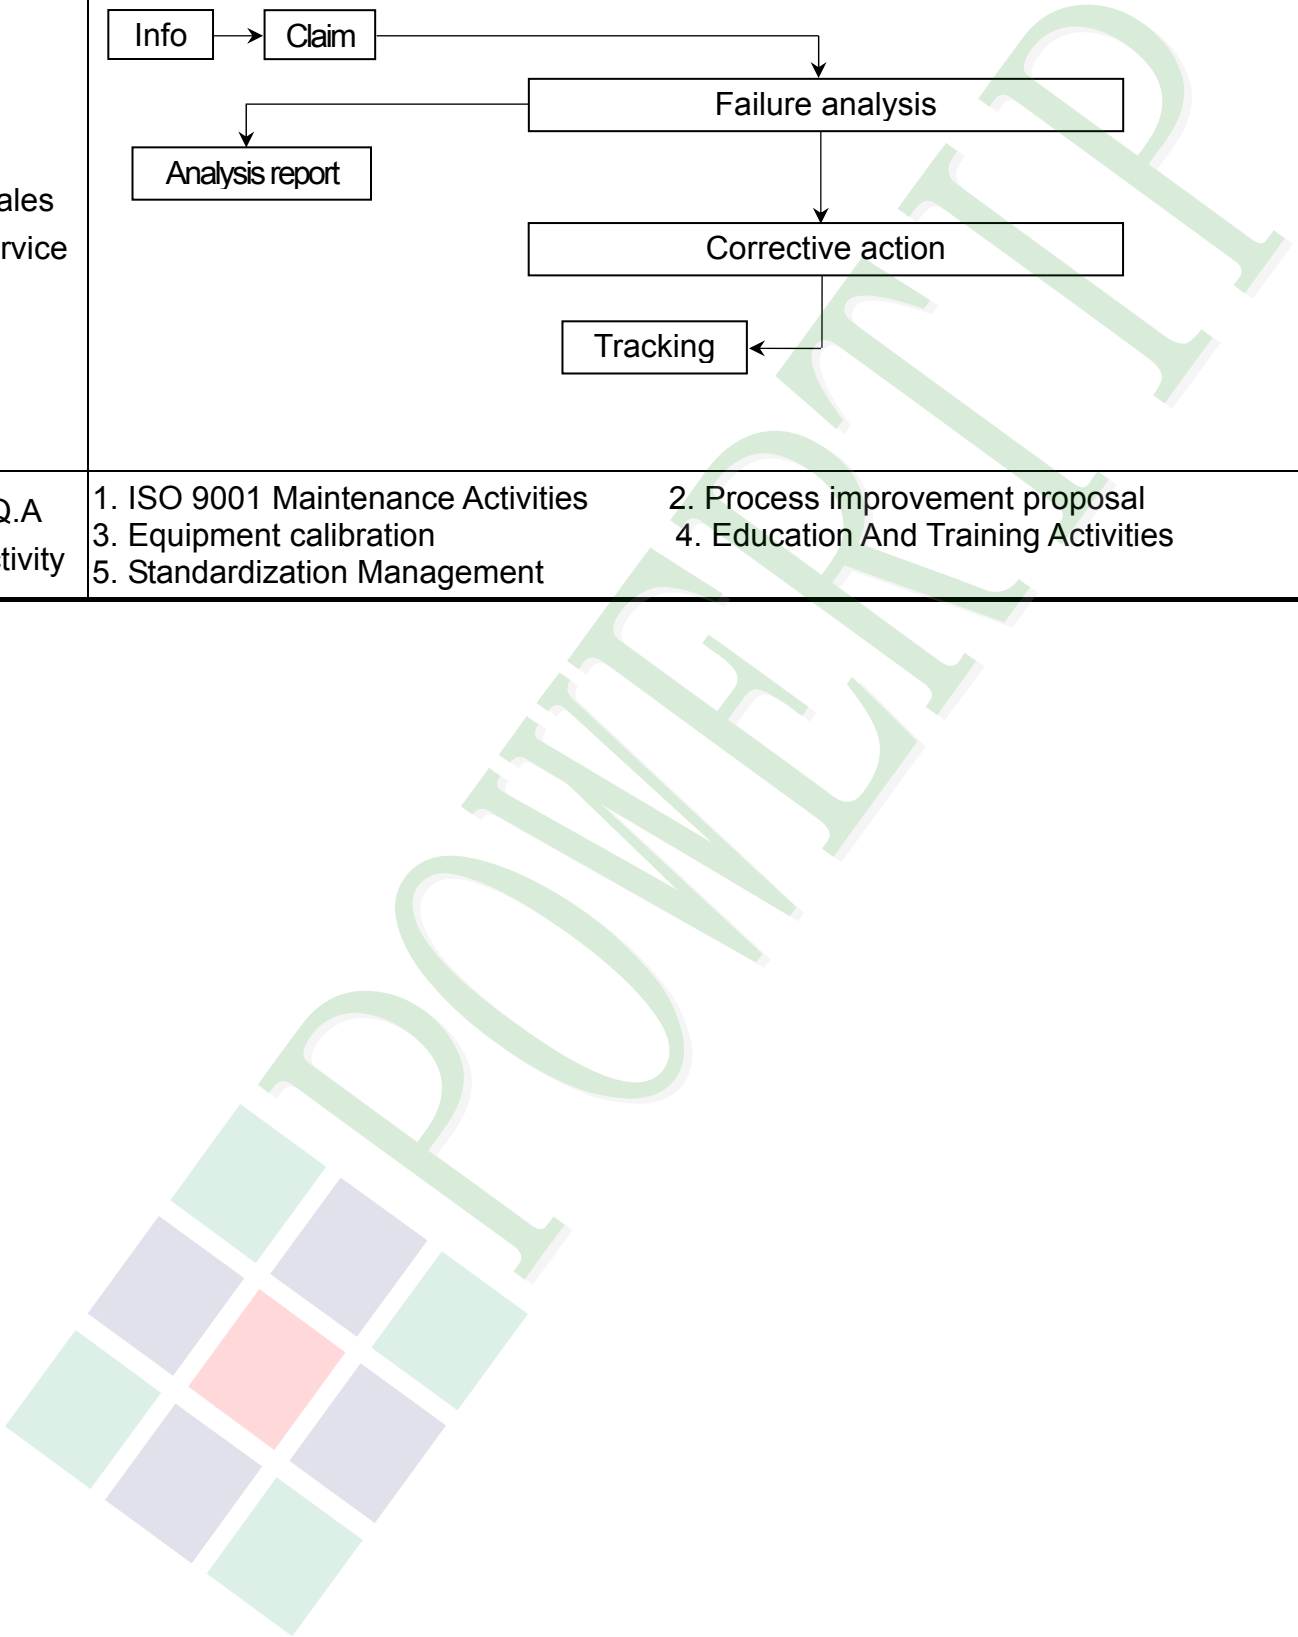 Info Claim
Failure analysis
Analysis report
ales
rvice
Corrective action
Tracking
Q.A
tivity
1. ISO 9001 Maintenance Activities 2. Process improvement proposal
3. Equipment calibration 4. Education And Training Activities
5. Standardization Management
POWERTIP